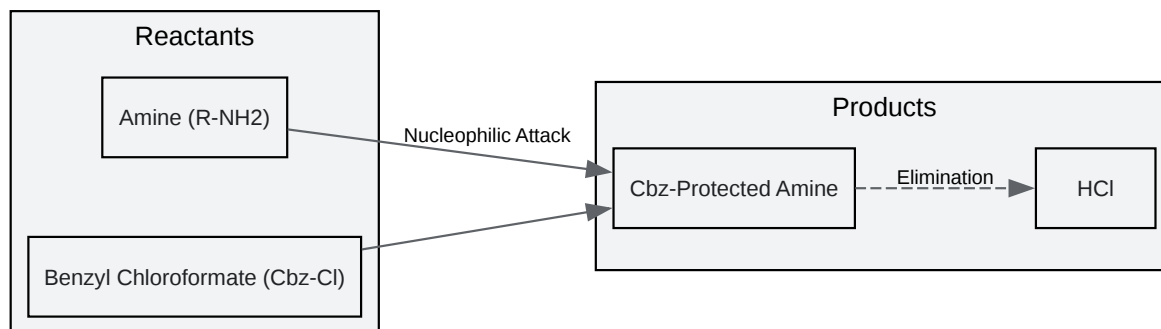 Reactants
Amine (R-NH2)
Benzyl Chloroformate (Cbz-Cl)
Nucleophilic Attack
Products
Cbz-Protected Amine
Elimination
HCl